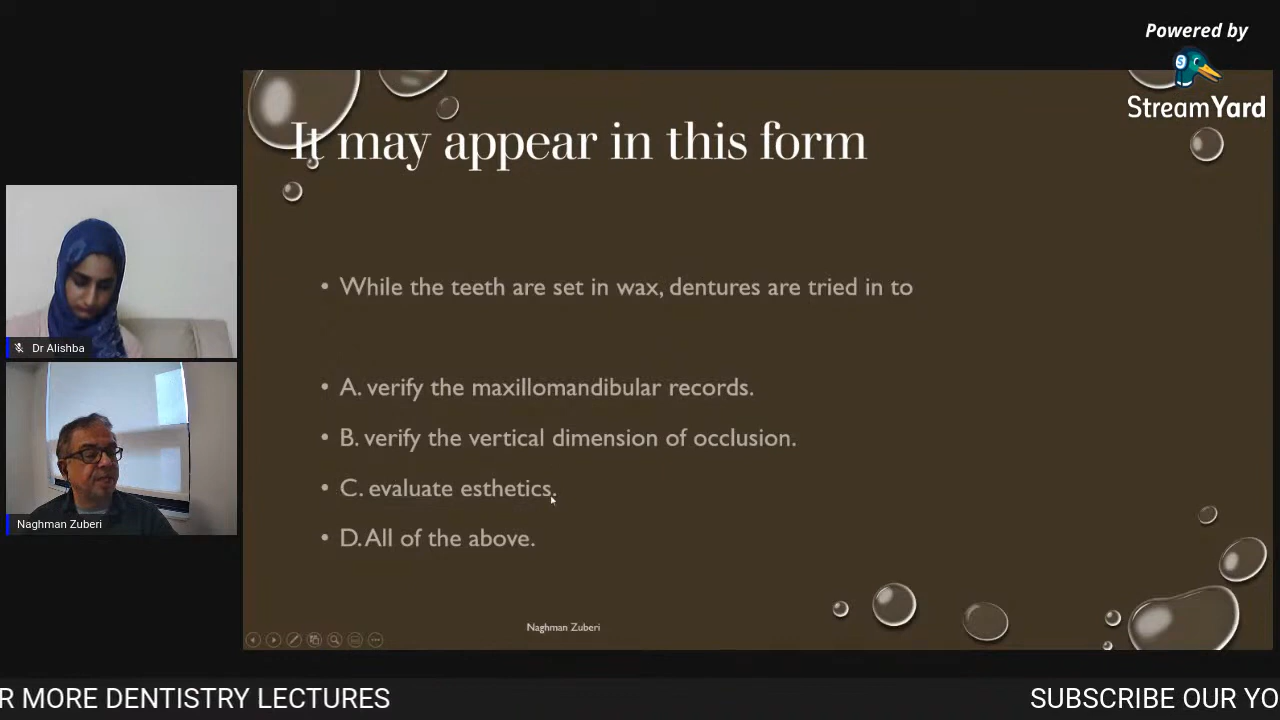 Powered by
StreamYard
It may appear in this form
• While the teeth are set in wax, dentures are tried in to
• A. verify the maxillomandibular records.
• B. verify the vertical dimension of occlusion.
• C. evaluate esthetics.
• D. All of the above.
Naghman Zuberi
Dr Alishba
Naghman Zuberi
R MORE DENTISTRY LECTURES
SUBSCRIBE OUR YO